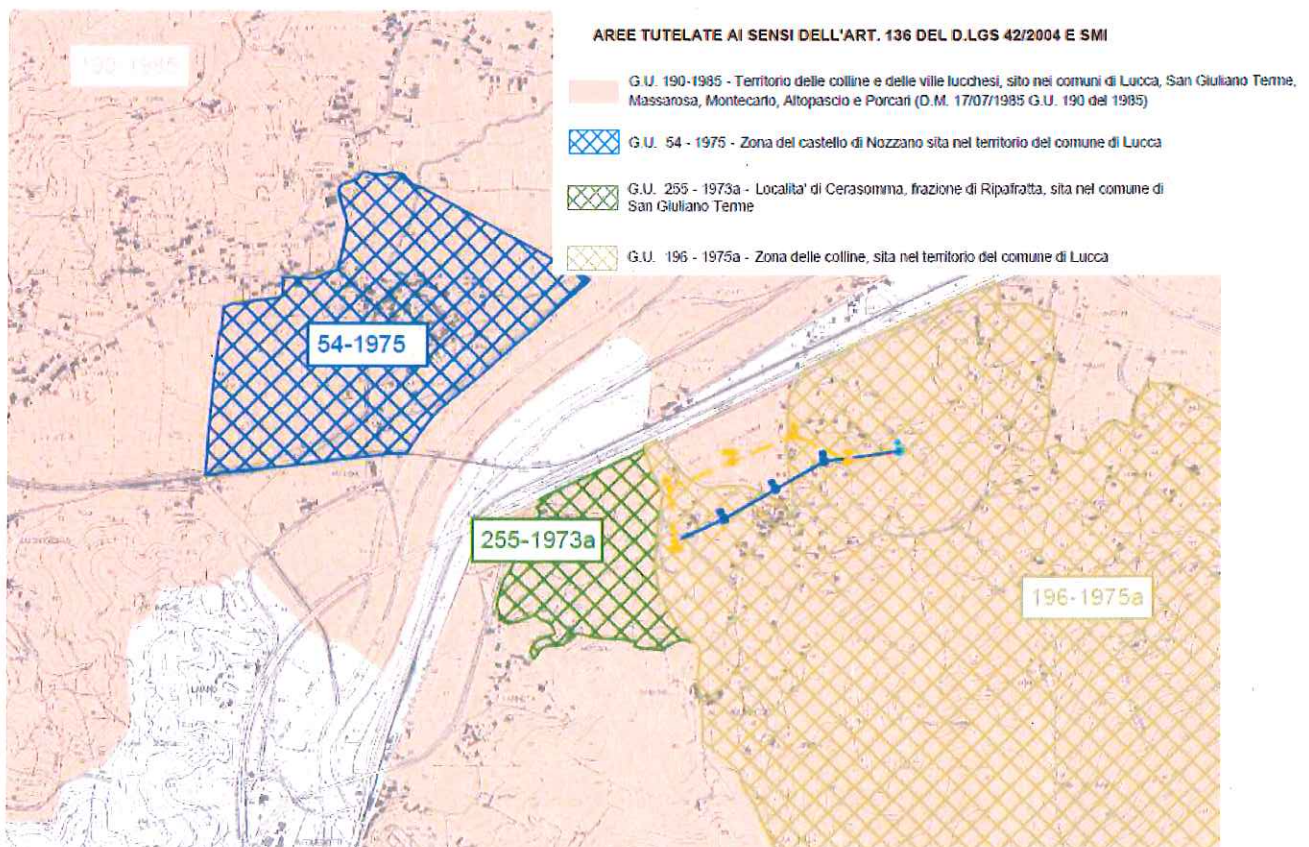 AREE TUTELATE AI SENSI DELL'ART. 136 DEL D.LGS 42/2004 E SMI
190-1985
G.U. 190-1985 - Territorio delle colline e delle ville lucchesi, sito nei comuni di Lucca, San Giuliano Terme,
Massarosa, Montecarlo, Altopascio e Porcari (D.M. 17/07/1985 G.U. 190 del 1985)
G.U. 54 - 1975 - Zona del castello di Nozzano sita nel territorio del comune di Lucca
G.U. 255 - 1973a - Localita' di Cerasomma, frazione di Ripafratta, sita nel comune di
San Giuliano Terme
G.U. 196 - 1975a - Zona delle colline, sita nel territorio del comune di Lucca
54-1975
255-1973a
196-1975a